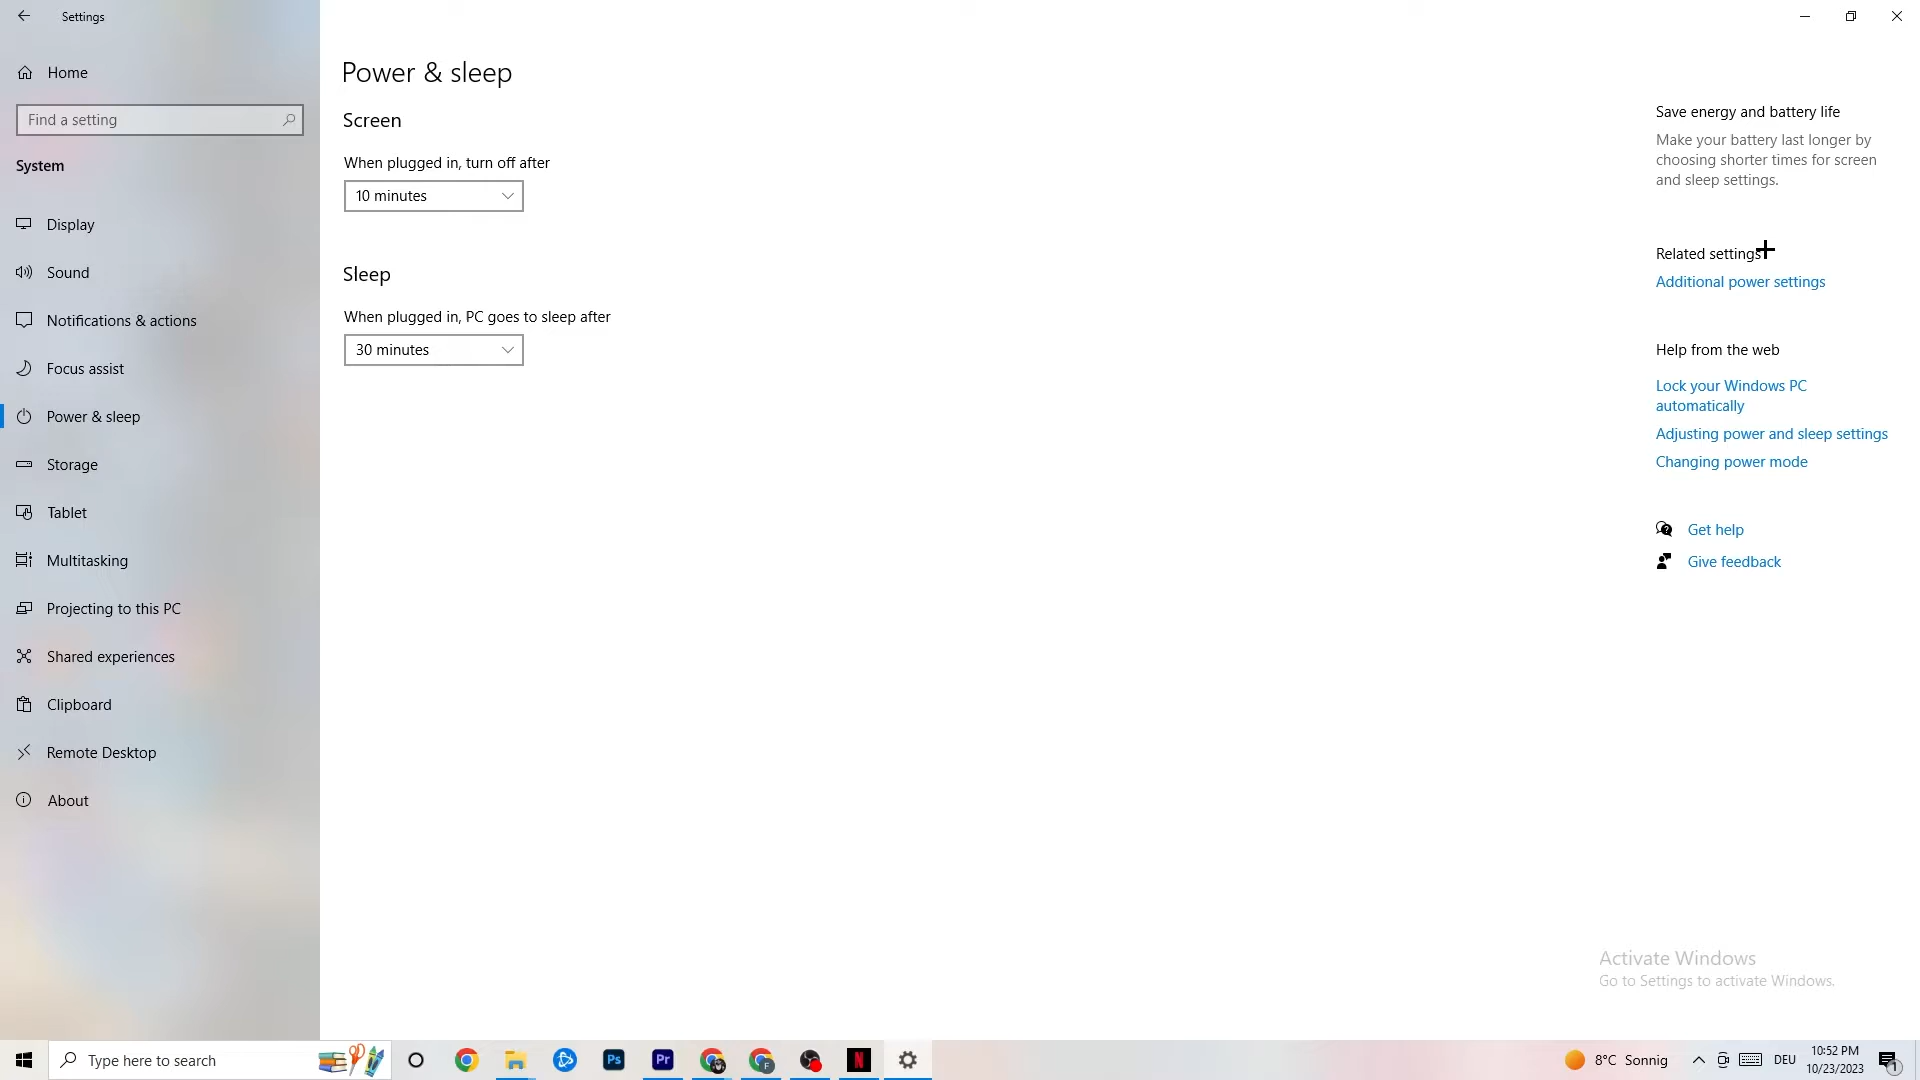 Settings
Home
Find a setting
System
Display
Sound
Notifications & actions
Focus assist
Power & sleep
Storage
Tablet
Multitasking
Projecting to this PC
Shared experiences
Clipboard
Remote Desktop
About
Power & sleep
Screen
When plugged in, turn off after
10 minutes
Sleep
When plugged in, PC goes to sleep after
30 minutes
Save energy and battery life
Make your battery last longer by
choosing shorter times for screen
and sleep settings.
Related settings
Additional power settings
Help from the web
Lock your Windows PC
automatically
Adjusting power and sleep settings
Changing power mode
Get help
Give feedback
Activate Windows
Go to Settings to activate Windows.
Type here to search
Ps
Pr
F
N
8°C Sonnig
DEU
10:52 PM
10/23/2023
1